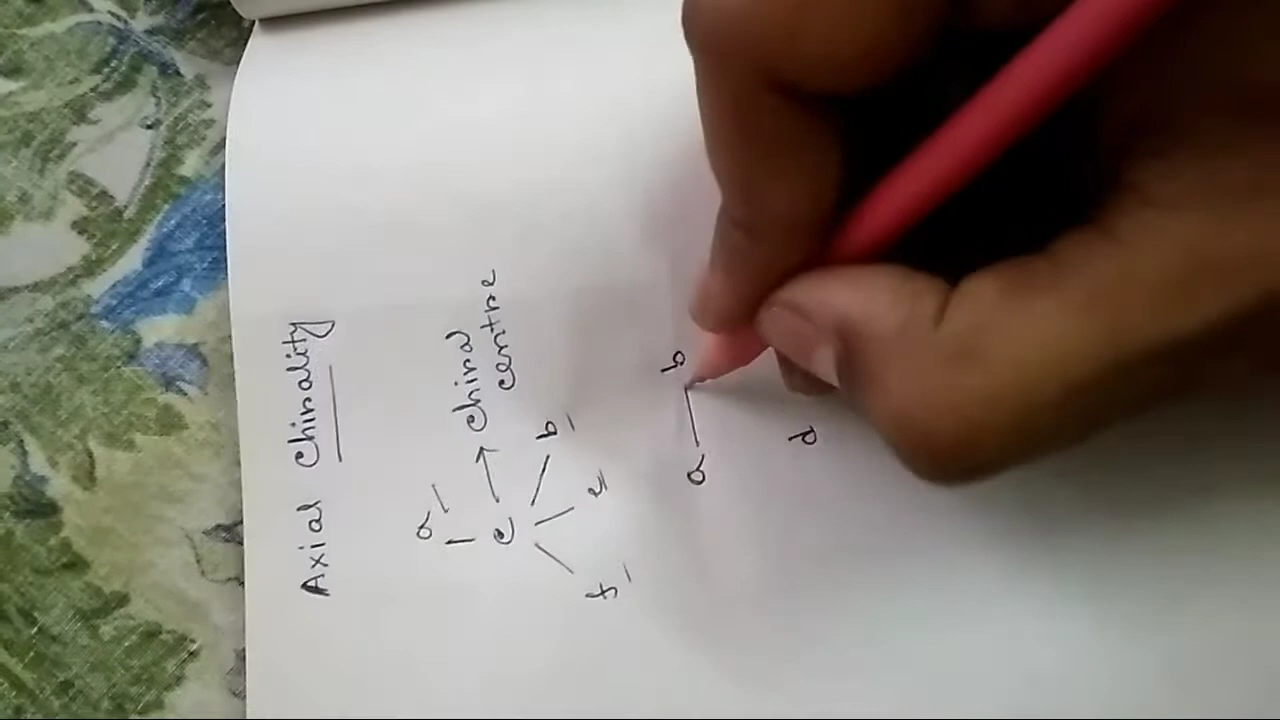 Axial Chirality
a
c → chiral
centre
f e b
a b
d